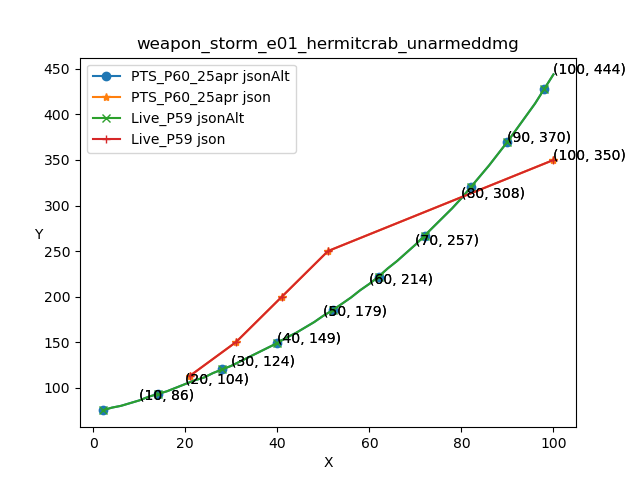 weapon_storm_e01_hermitcrab_unarmeddmg
PTS_P60_25apr jsonAlt
PTS_P60_25apr json
Live_P59 jsonAlt
Live_P59 json
Y
450
400
350
300
250
200
150
100
(100, 444)
(90, 370)
(100, 350)
(80, 308)
(70, 257)
(60, 214)
(50, 179)
(40, 149)
(30, 124)
(20, 104)
(10, 86)
0 20 40 60 80 100
X